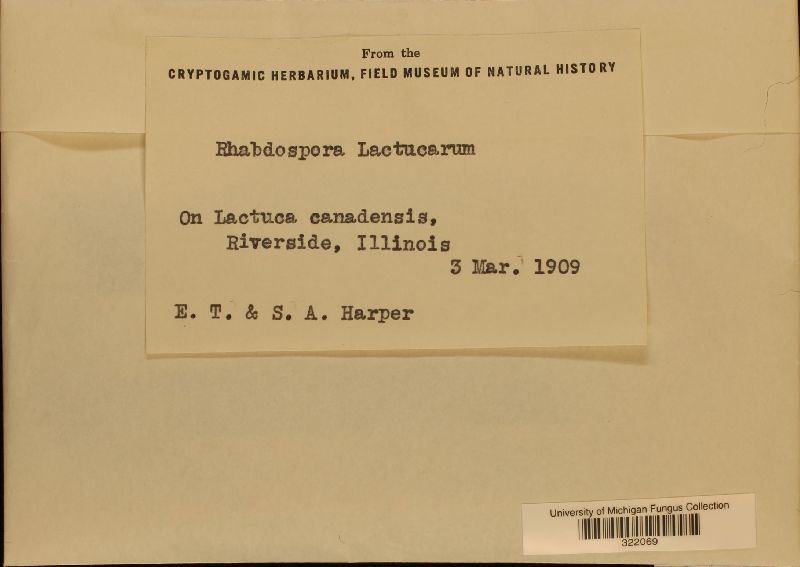 From the
CRYPTOGAMIC HERBARIUM, FIELD MUSEUM OF NATURAL HISTORY
Rhabdospora Lactucarum
On Lactuca canadensis,
Riverside, Illinois
3 Mar. 1909
E. T. & S. A. Harper
University of Michigan Fungus Collection
322069